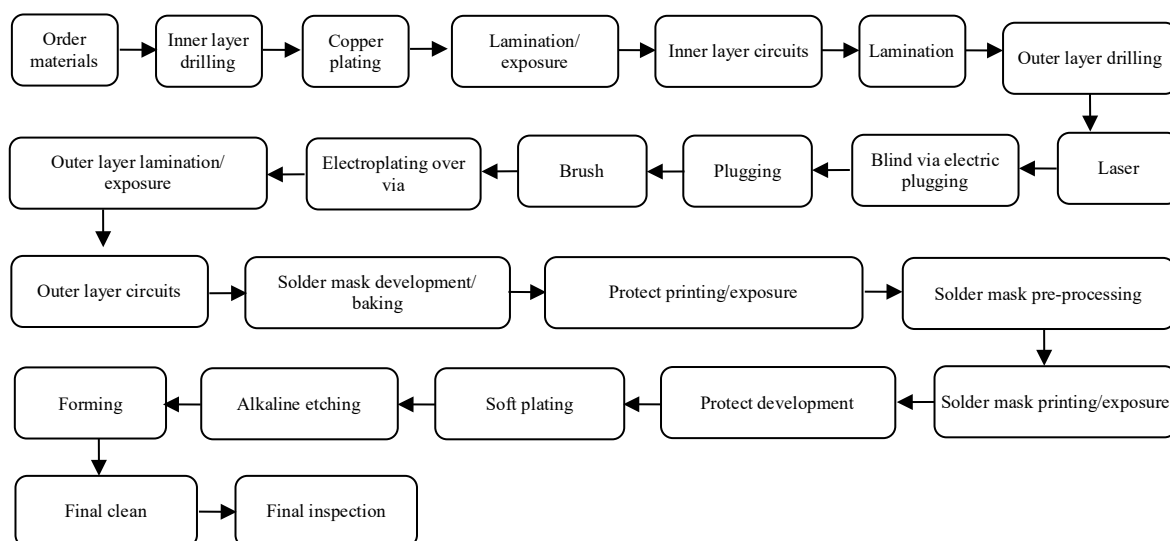 Order
materials
Inner layer
drilling
Copper
plating
Lamination/
exposure
Inner layer circuits
Lamination
Outer layer drilling
Laser
Blind via electric
plugging
Plugging
Brush
Electroplating over
via
Outer layer lamination/
exposure
Outer layer circuits
Solder mask development/
baking
Protect printing/exposure
Solder mask pre-processing
Solder mask printing/exposure
Protect development
Soft plating
Alkaline etching
Forming
Final clean
Final inspection